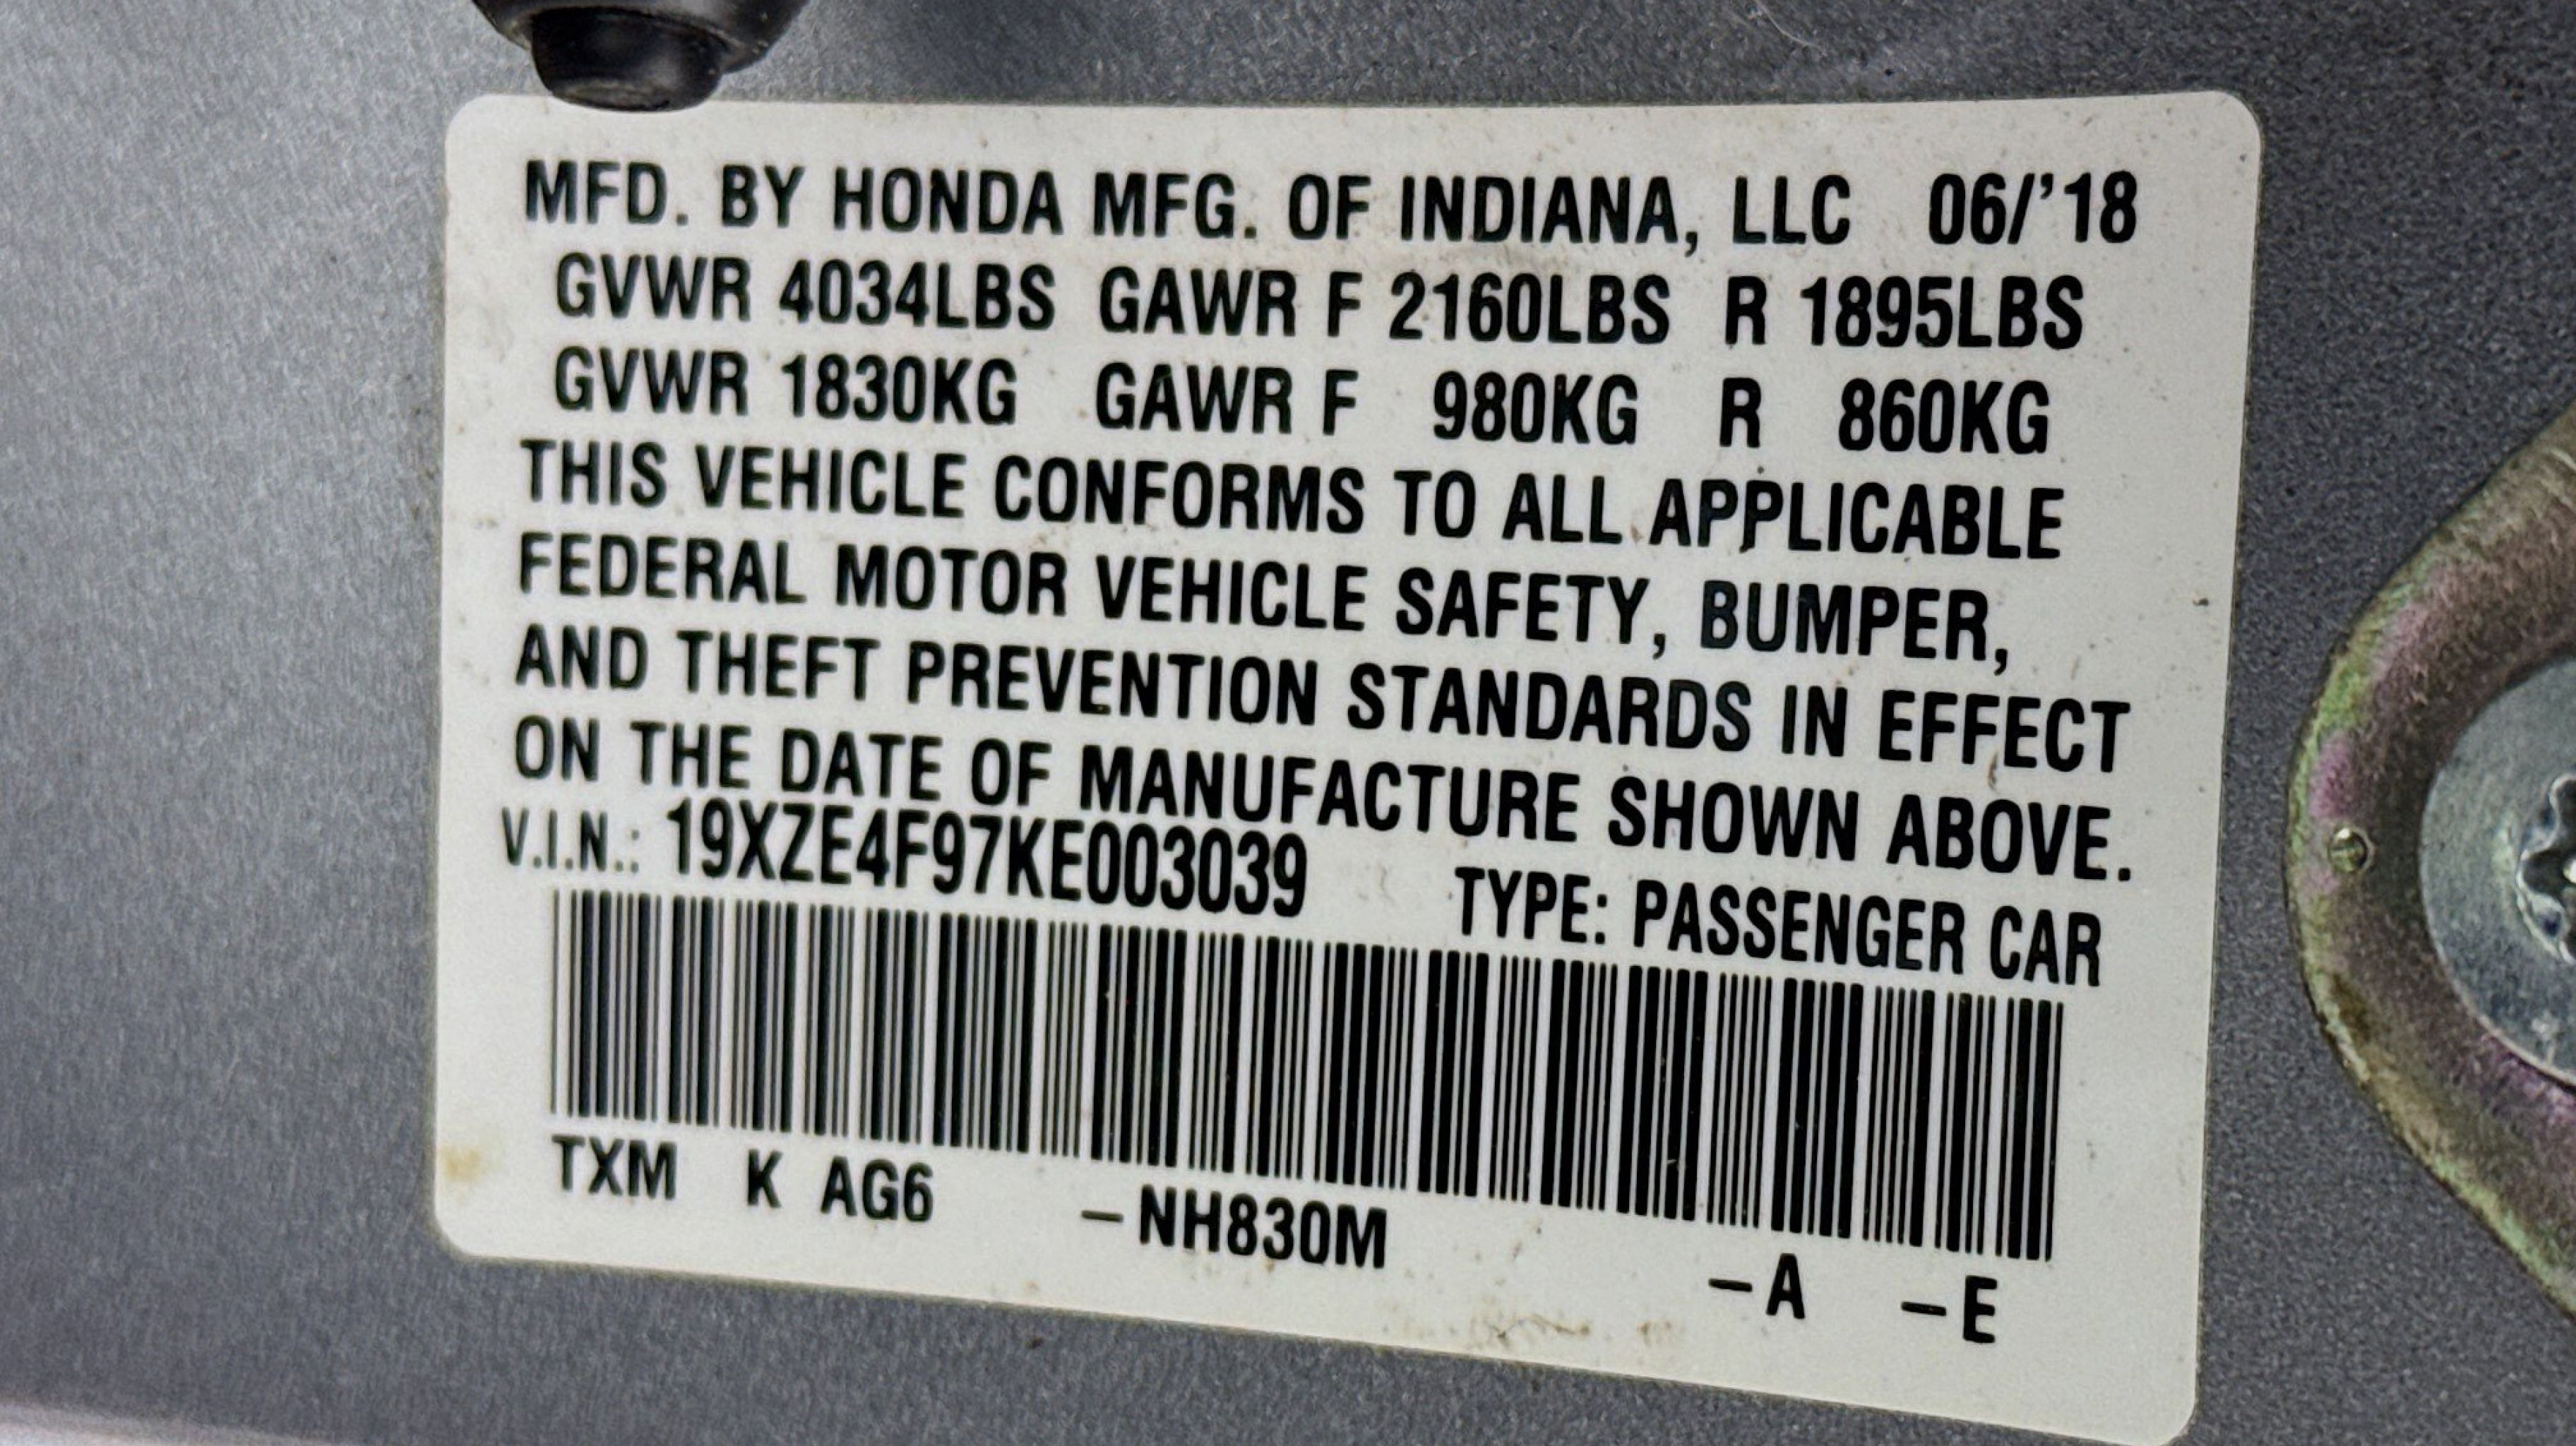 MFD. BY HONDA MFG. OF INDIANA, LLC 06/'18
GVWR 4034LBS GAWR F 2160LBS R 1895LBS
GVWR 1830KG GAWR F 980KG R 860KG
THIS VEHICLE CONFORMS TO ALL APPLICABLE
FEDERAL MOTOR VEHICLE SAFETY, BUMPER,
AND THEFT PREVENTION STANDARDS IN EFFECT
ON THE DATE OF MANUFACTURE SHOWN ABOVE.
V.I.N.: 19XZE4F97KE003039 TYPE: PASSENGER CAR
TXM K AG6 –NH830M –A –E